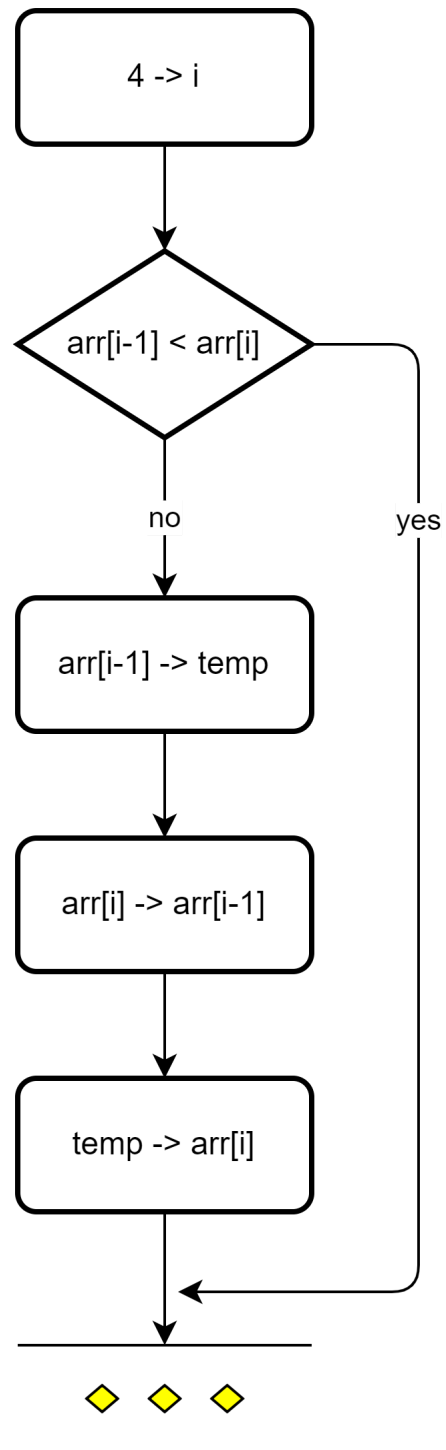 4 -> i
arr[i-1] < arr[i]
no
yes
arr[i-1] -> temp
arr[i] -> arr[i-1]
temp -> arr[i]